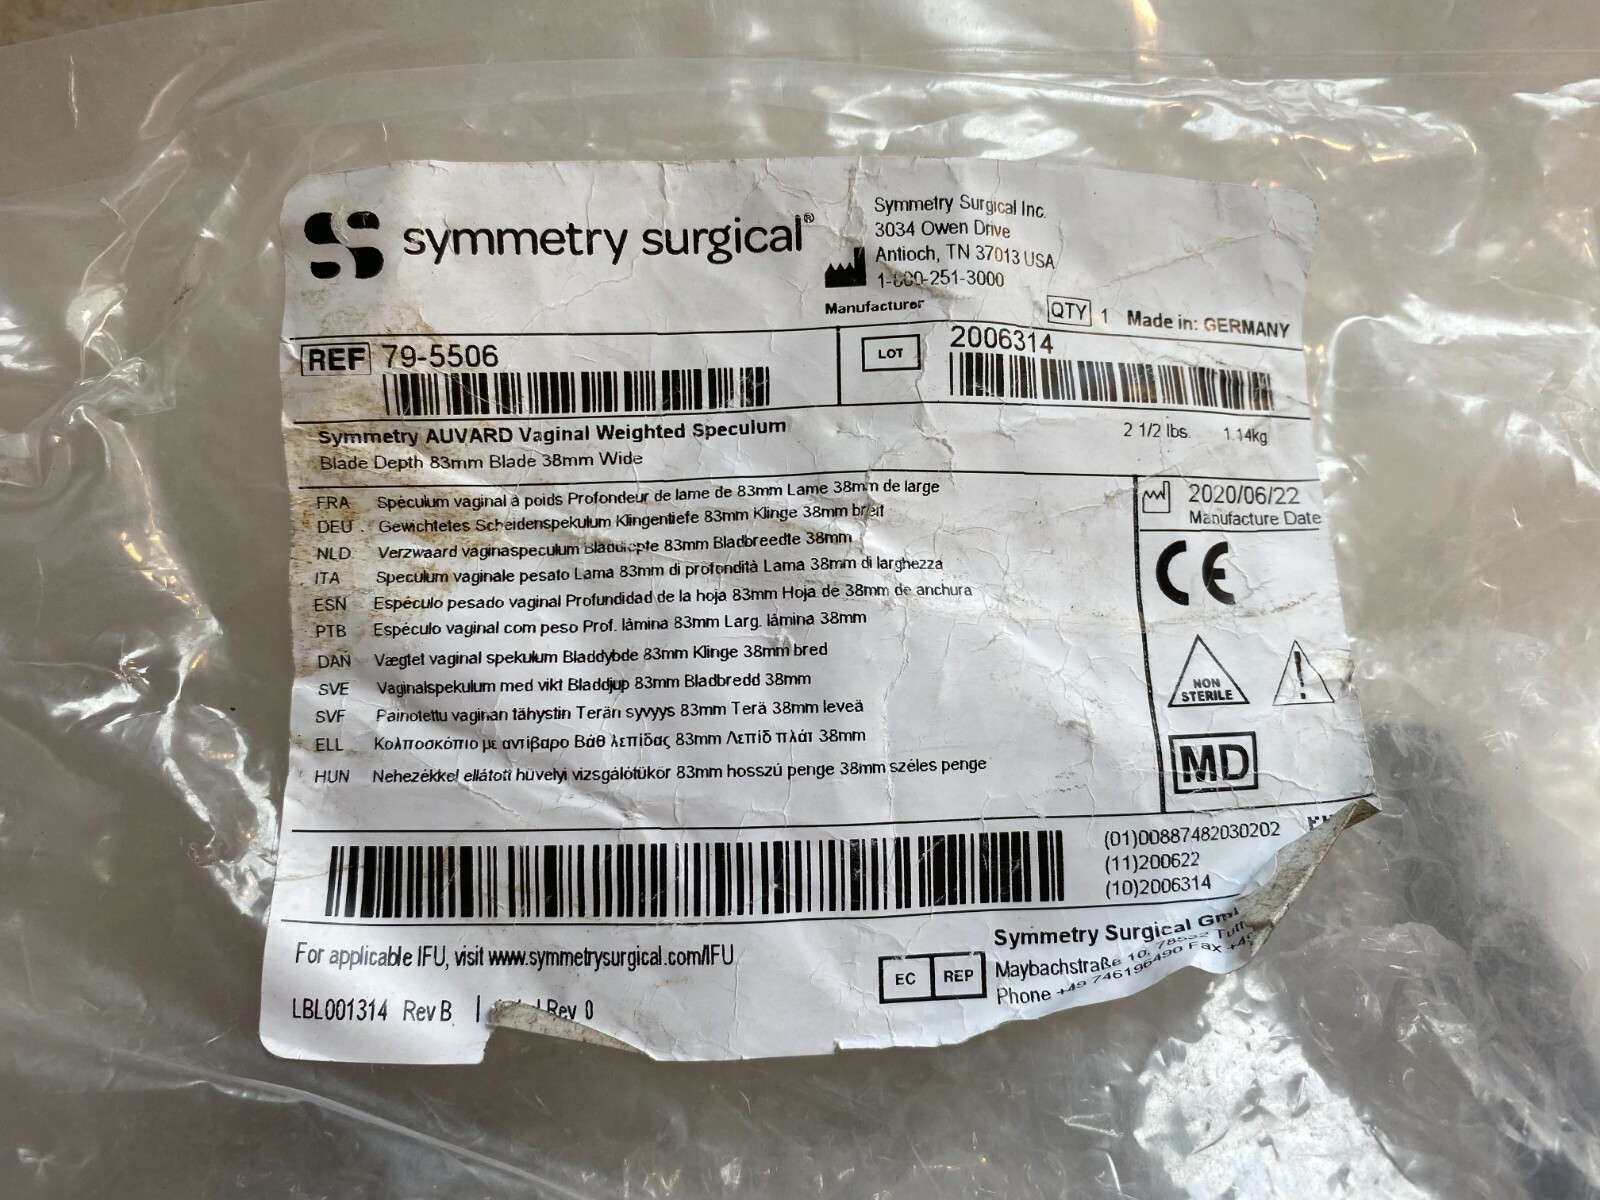 symmetry surgical®
Symmetry Surgical Inc.
3034 Owen Drive
Antioch, TN 37013 USA
1-800-251-3000
Manufacturer
QTY 1 Made in: GERMANY
REF 79-5506
LOT 2006314
Symmetry AUVARD Vaginal Weighted Speculum 2 1/2 lbs. 1.14kg
Blade Depth 83mm Blade 38mm Wide
FRA Spéculum vaginal à poids Profondeur de lame de 83mm Lame 38mm de large
DEU Gewichtetes Scheidenspekulum Klingentiefe 83mm Klinge 38mm breit
NLD Verzwaard vaginaspeculum Bladdiepte 83mm Bladbreedte 38mm
ITA Speculum vaginale pesato Lama 83mm di profondità Lama 38mm di larghezza
ESN Espéculo pesado vaginal Profundidad de la hoja 83mm Hoja de 38mm de anchura
PTB Espéculo vaginal com peso Prof. lâmina 83mm Larg. lâmina 38mm
DAN Vægtet vaginal spekulum Bladdybde 83mm Klinge 38mm bred
SVE Vaginalspekulum med vikt Bladdjup 83mm Bladbredd 38mm
SVF Painotettu vaginan tähystin Terän syvyys 83mm Terä 38mm leveä
ELL Κολποσκόπιο με αντίβαρο Βάθ λεπίδας 83mm Λεπίδ πλάτ 38mm
HUN Nehezékkel ellátott hüvelyi vizsgálótükör 83mm hosszú penge 38mm széles penge
2020/06/22
Manufacture Date
CE
NON
STERILE
!
MD
(01)00887482030202
(11)200622
(10)2006314
For applicable IFU, visit www.symmetrysurgical.com/IFU
LBL001314 Rev B | Rev 0
EC REP
Symmetry Surgical
Maybachstraße 10,
Phone +49 746196490 Fax